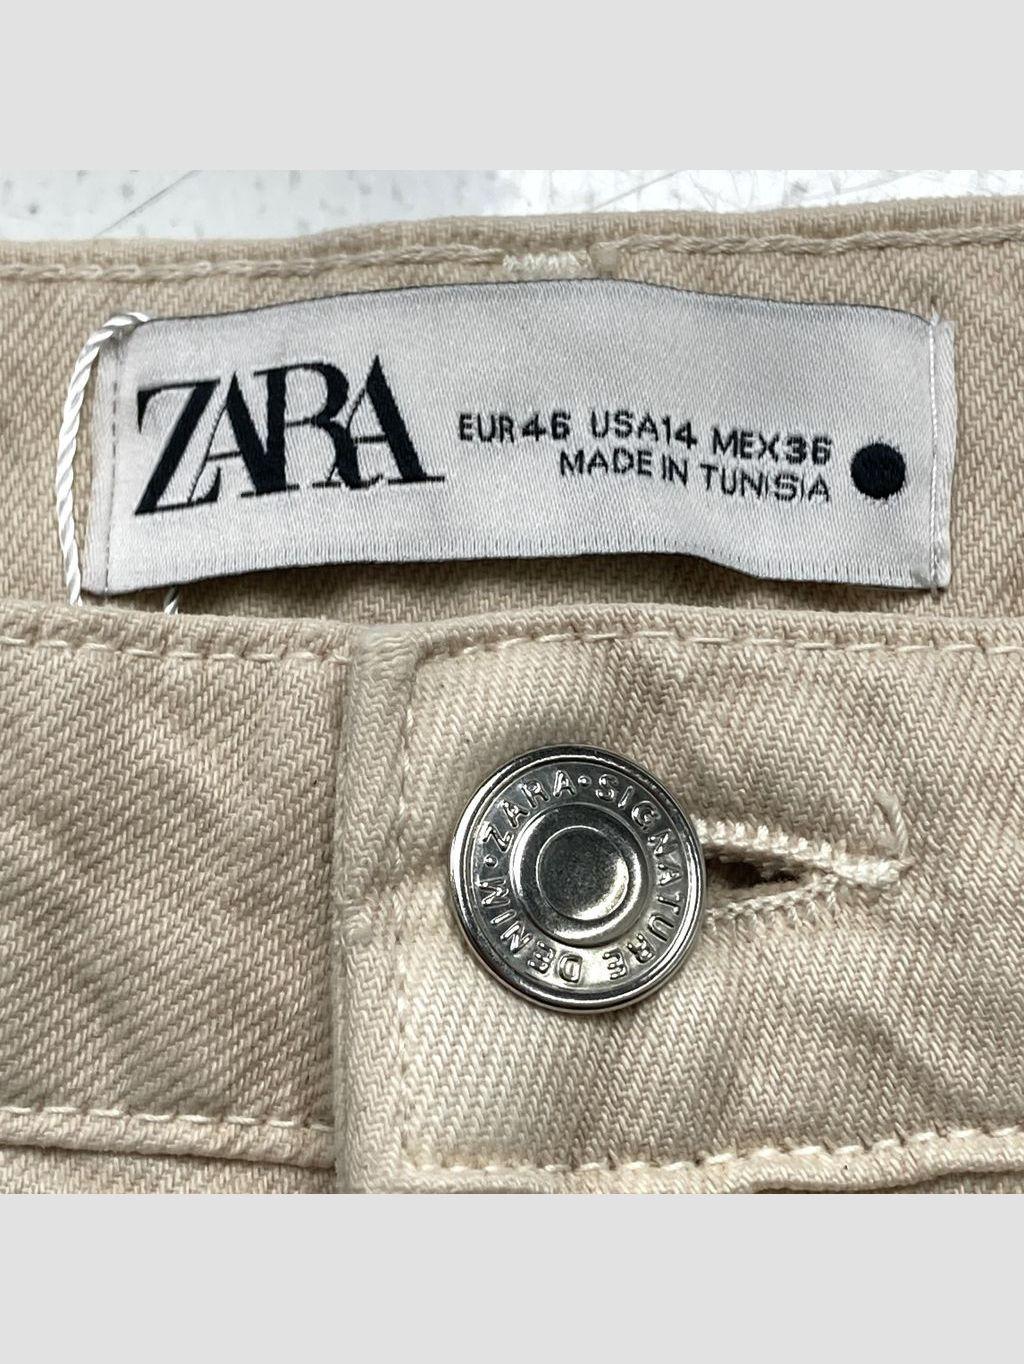 ZARA
EUR 46 USA 14 MEX 36
MADE IN TUNISIA
ZARA • SIGNATURE DENIM •